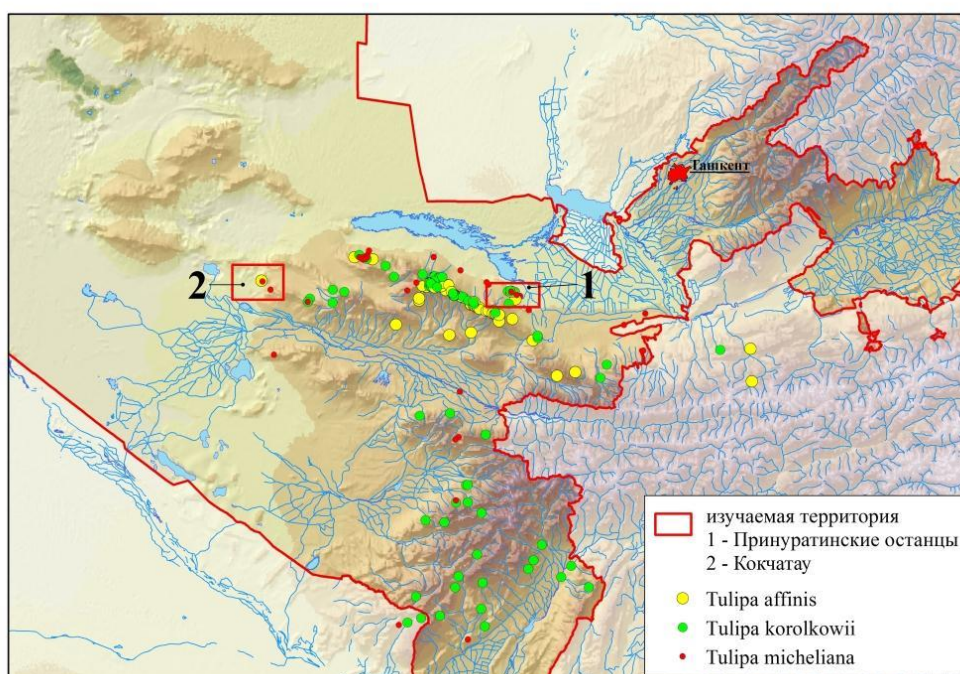 Ташкент
2
1
изучаемая территория
1 - Принуратинские останцы
2 - Кокчатау
Tulipa affinis
Tulipa korolkowii
Tulipa micheliana